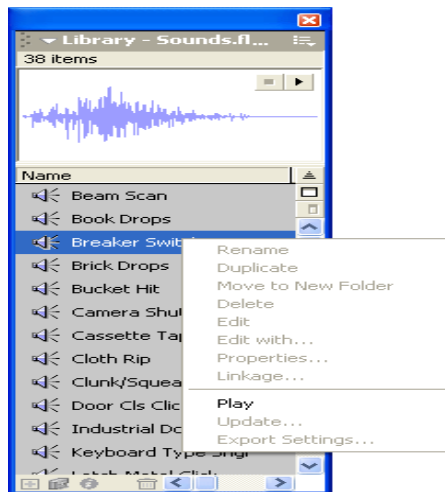 Library - Sounds.fl...
38 items
Name
Beam Scan
Book Drops
Breaker Swit
Brick Drops
Bucket Hit
Camera Shu
Cassette Ta
Cloth Rip
Clunk/Squea
Door Cls Clic
Industrial Do
Keyboard Type Sngl
Latch Metal Click
Rename
Duplicate
Move to New Folder
Delete
Edit
Edit with...
Properties...
Linkage...
Play
Update...
Export Settings...